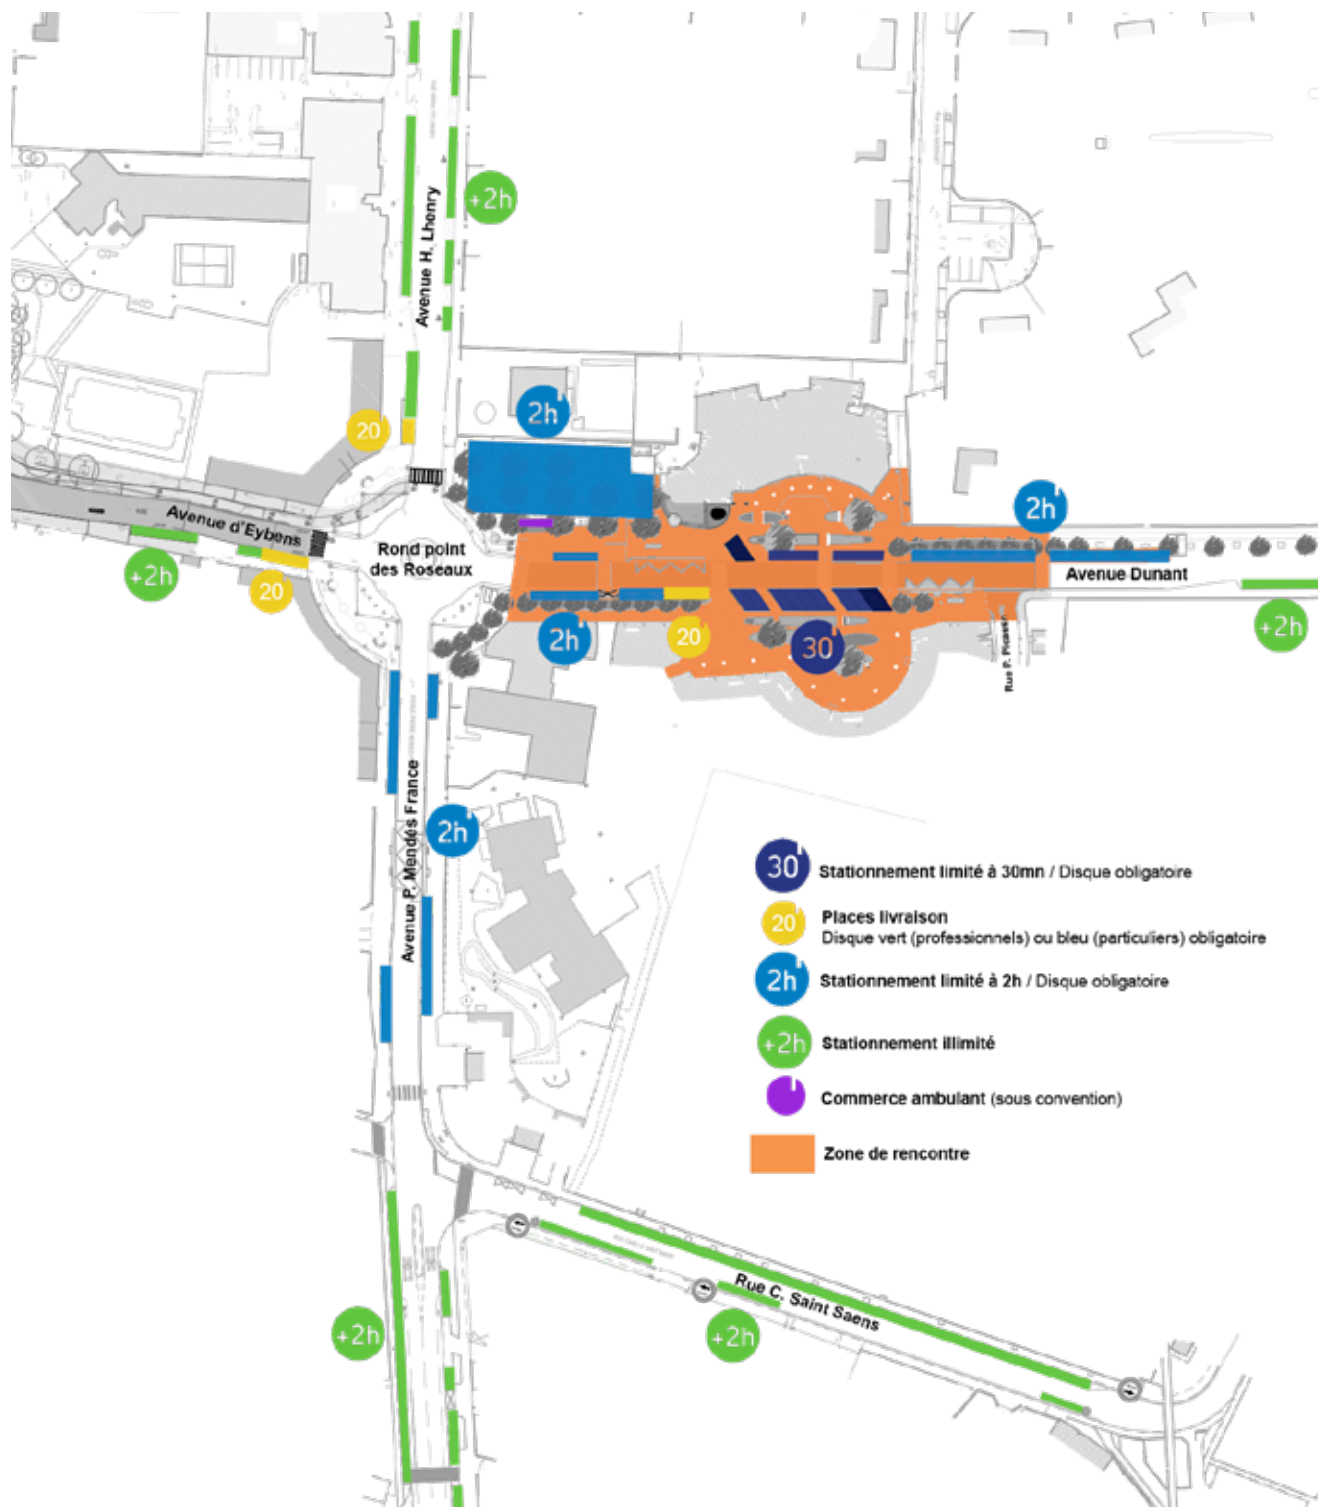 +2h
Avenue H. Lhenry
2h
20
Avenue d'Eybens
+2h
20
Rond point
des Roseaux
2h
Avenue Dunant
+2h
2h
20
30
Rue P. Picasso
2h
Avenue P. Mendés France
30 Stationnement limité à 30mn / Disque obligatoire
20 Places livraison
Disque vert (professionnels) ou bleu (particuliers) obligatoire
2h Stationnement limité à 2h / Disque obligatoire
+2h Stationnement illimité
Commerce ambulant (sous convention)
Zone de rencontre
Rue C. Saint Saens
+2h
+2h